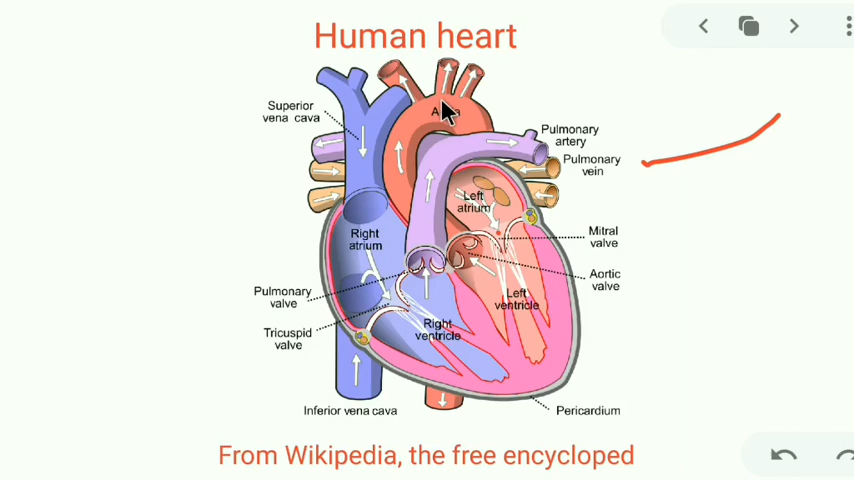 Human heart
Superior
vena cava
Pulmonary
artery
Pulmonary
vein
Left
atrium
Right
atrium
Mitral
valve
Aortic
valve
Pulmonary
valve
Left
ventricle
Tricuspid
valve
Right
ventricle
Inferior vena cava
Pericardium
From Wikipedia, the free encycloped